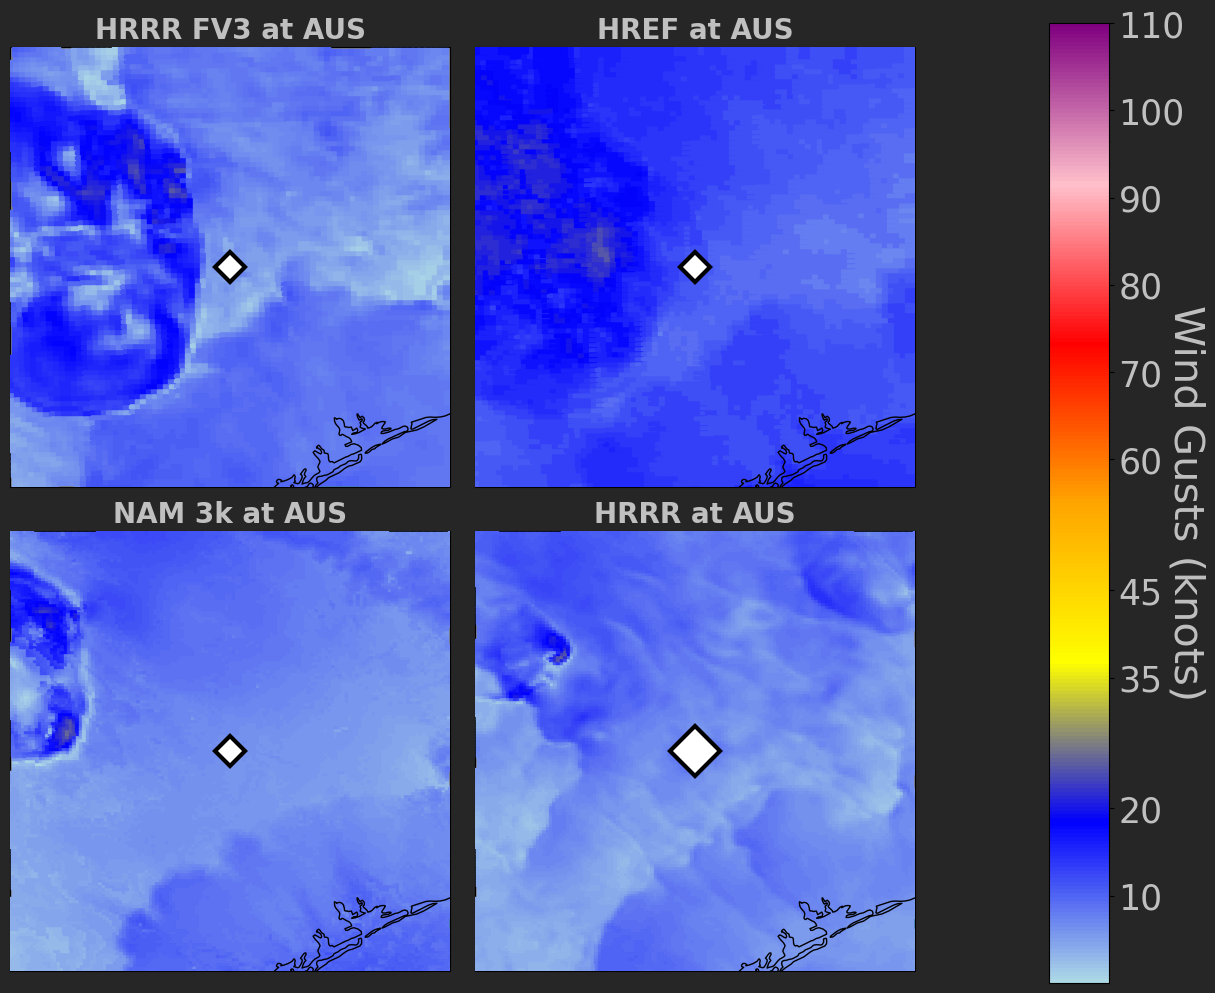 HRRR FV3 at AUS
HREF at AUS
NAM 3k at AUS
HRRR at AUS
110
100
90
80
70
60
45
35
20
10
Wind Gusts (knots)